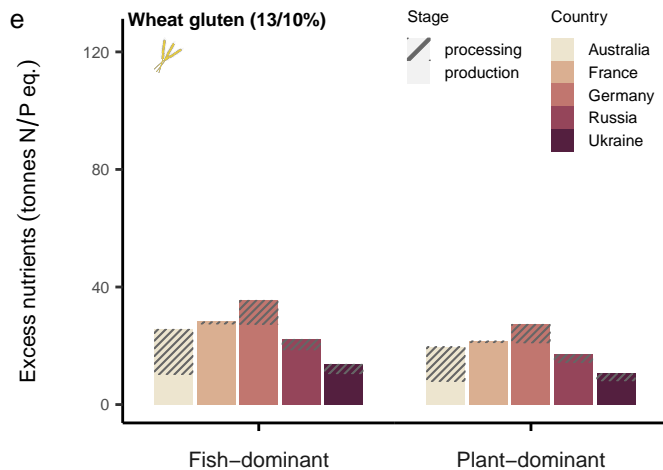 e
Wheat gluten (13/10%)
Stage
processing
production
Country
Australia
France
Germany
Russia
Ukraine
Excess nutrients (tonnes N/P eq.)
120
80
40
0
Fish–dominant
Plant–dominant